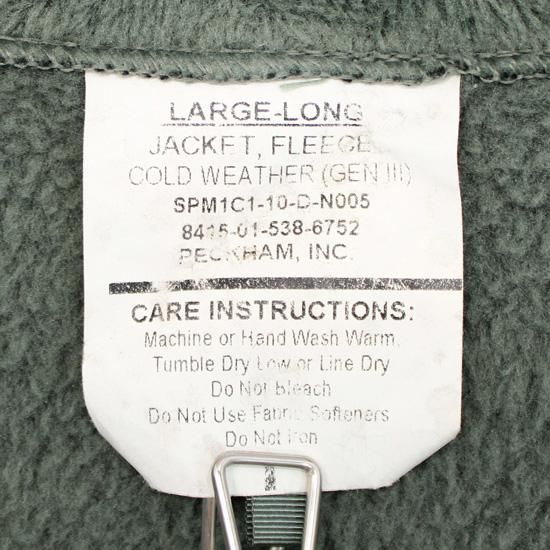 LARGE-LONG
JACKET, FLEECE
COLD WEATHER (GEN III)
SPM1C1-10-D-N005
8415-01-538-6752
PECKHAM, INC.
CARE INSTRUCTIONS:
Machine or Hand Wash Warm,
Tumble Dry Low or Line Dry
Do Not Bleach
Do Not Use Fabric Softeners
Do Not Iron